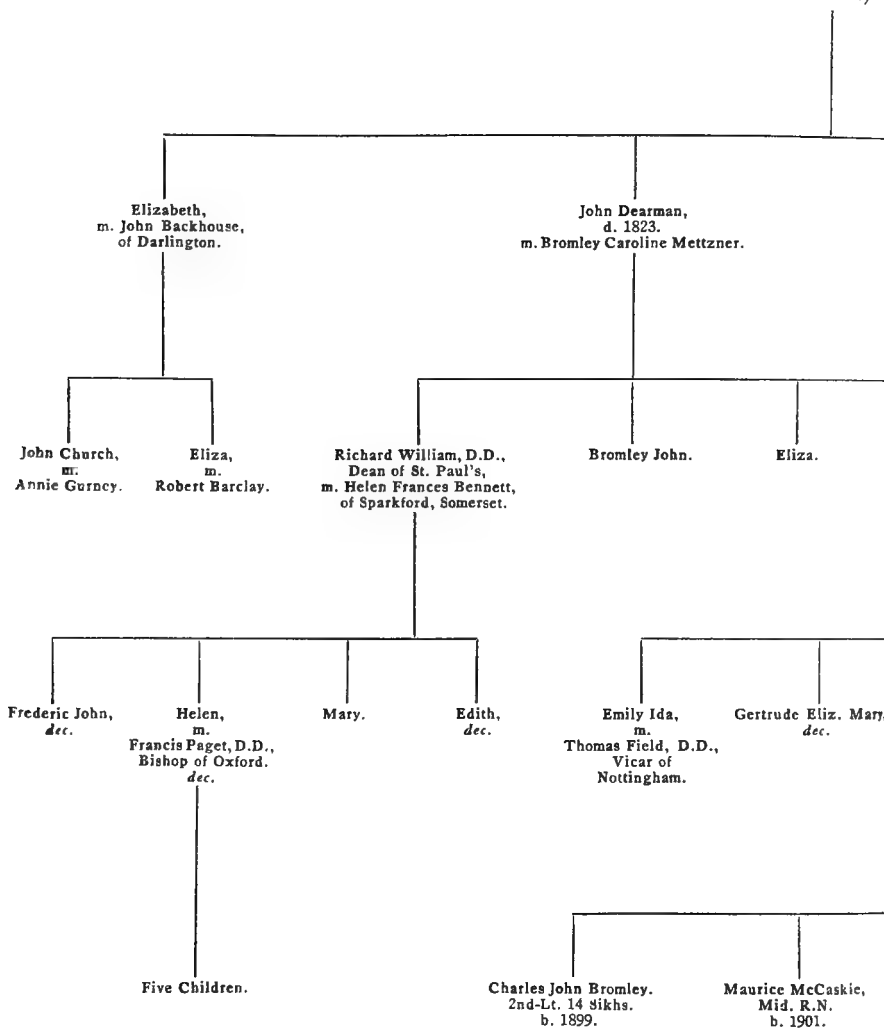 Elizabeth,
m. John Backhouse,
of Darlington.
John Dearman,
d. 1823.
m. Bromley Caroline Mettzner.
John Church,
m.
Annie Gurney.
Eliza,
m.
Robert Barclay.
Richard William, D.D.,
Dean of St. Paul's,
m. Helen Frances Bennett,
of Sparkford, Somerset.
Bromley John.
Eliza.
Frederic John,
dec.
Helen,
m.
Francis Paget, D.D.,
Bishop of Oxford.
dec.
Mary.
Edith,
dec.
Emily Ida,
m.
Thomas Field, D.D.,
Vicar of
Nottingham.
Gertrude Eliz. Mary,
dec.
Five Children.
Charles John Bromley.
2nd-Lt. 14 Sikhs.
b. 1899.
Maurice McCaskie,
Mid. R.N.
b. 1901.